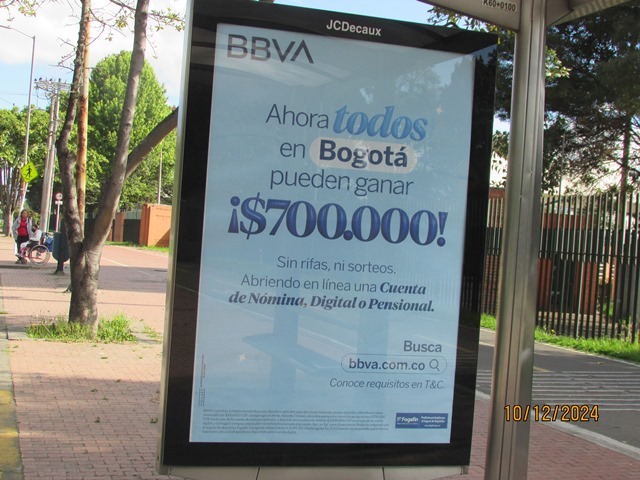 K60+0100
JCDecaux
BBVA
Ahora todos
en Bogotá
pueden ganar
¡$700.000!
Sin rifas, ni sorteos.
Abriendo en línea una Cuenta
de Nómina, Digital o Pensional.
Busca
bbva.com.co
Conoce requisitos en T&C.
Fogafín
10/12/2024